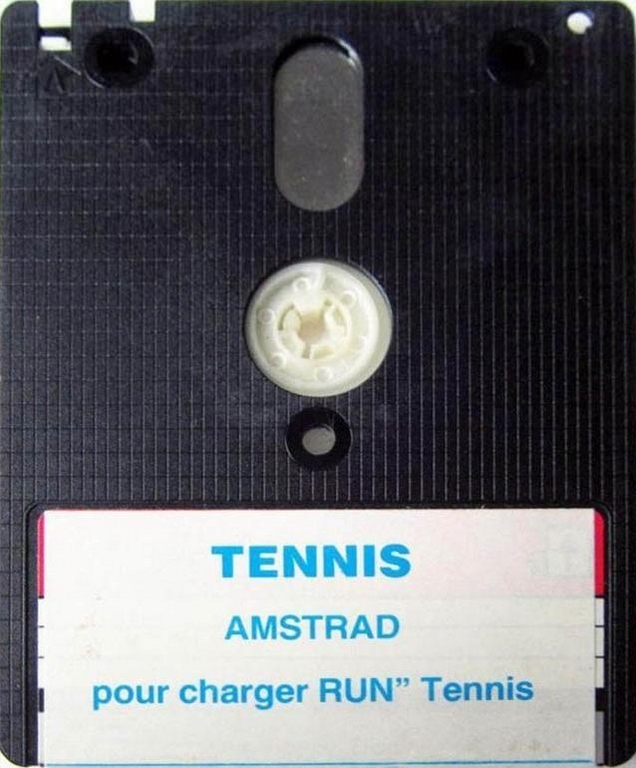 TENNIS
AMSTRAD
pour charger RUN” Tennis